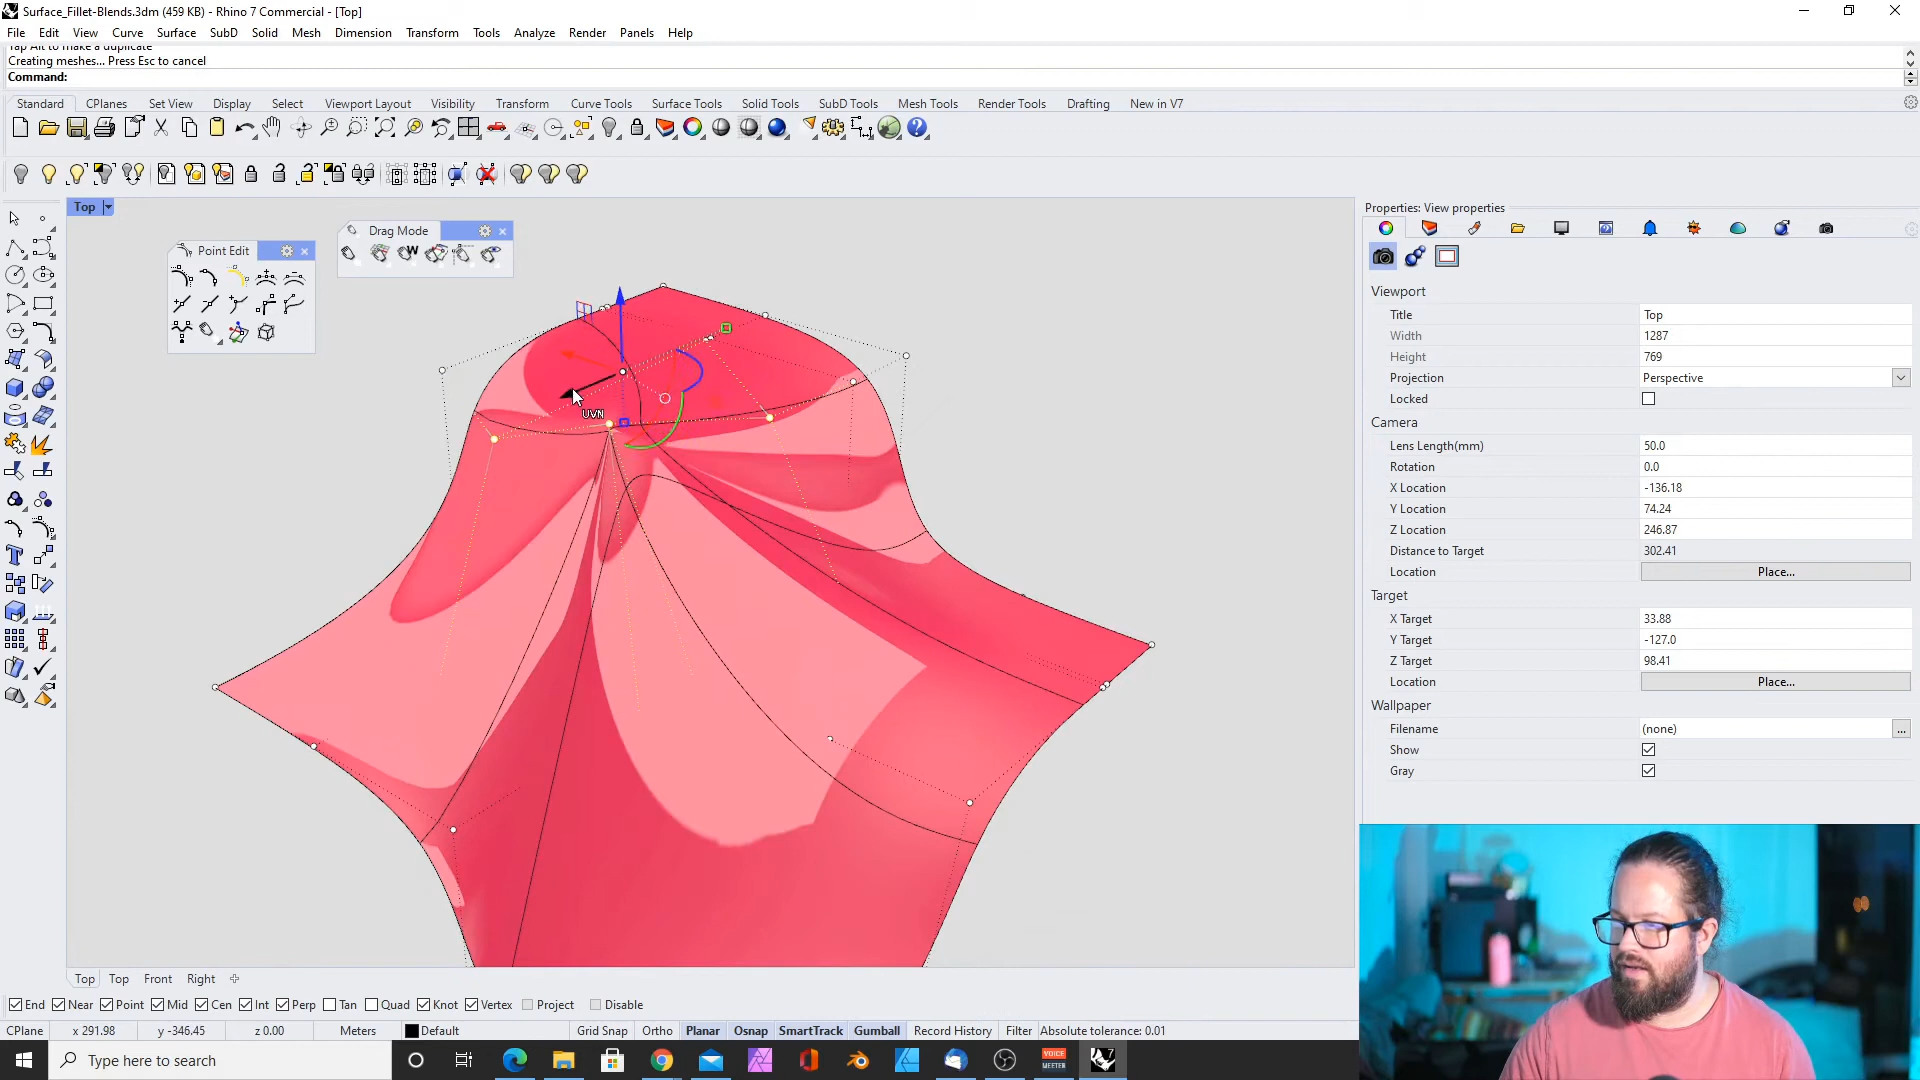 Surface_Fillet-Blends.3dm (459 KB) - Rhino 7 Commercial - [Top]
File Edit View Curve Surface SubD Solid Mesh Dimension Transform Tools Analyze Render Panels Help
Tap Alt to make a duplicate
Creating meshes... Press Esc to cancel
Command:
Standard CPlanes Set View Display Select Viewport Layout Visibility Transform Curve Tools Surface Tools Solid Tools SubD Tools Mesh Tools Render Tools Drafting New in V7
Top
Point Edit
Drag Mode
W
UVN
Properties: View properties
Viewport
Title Top
Width 1287
Height 769
Projection Perspective
Locked
Camera
Lens Length(mm) 50.0
Rotation 0.0
X Location -136.18
Y Location 74.24
Z Location 246.87
Distance to Target 302.41
Location Place...
Target
X Target 33.88
Y Target -127.0
Z Target 98.41
Location Place...
Wallpaper
Filename (none) ...
Show
Gray
Top Top Front Right
End Near Point Mid Cen Int Perp Tan Quad Knot Vertex Project Disable
CPlane x 291.98 y -346.45 z 0.00 Meters Default Grid Snap Ortho Planar Osnap SmartTrack Gumball Record History Filter Absolute tolerance: 0.01
Type here to search
VOICE
MEETER